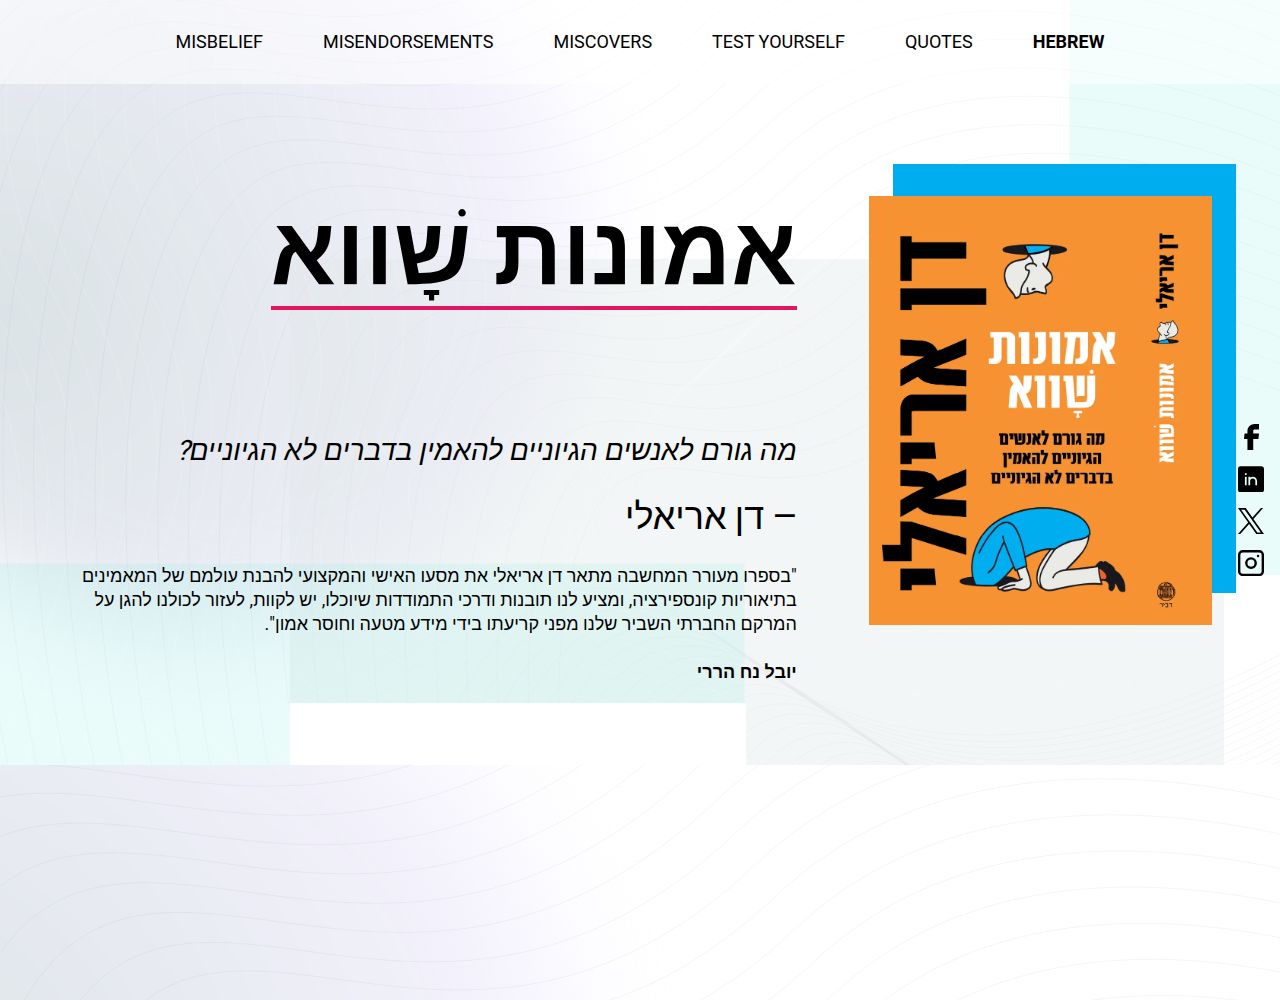 MISBELIEF
MISENDORSEMENTS
MISCOVERS
TEST YOURSELF
QUOTES
HEBREW
אמונות שָׁווא
מה גורם לאנשים הגיוניים להאמין בדברים לא הגיוניים?
– דן אריאלי
"בספרו מעורר המחשבה מתאר דן אריאלי את מסעו האישי והמקצועי להבנת עולמם של המאמינים
בתיאוריות קונספירציה, ומציע לנו תובנות ודרכי התמודדות שיוכלו, יש לקוות, לעזור לכולנו להגן על
המרקם החברתי השביר שלנו מפני קריעתו בידי מידע מטעה וחוסר אמון".
יובל נח הררי
דן אריאלי
אמונות
שָׁווא
מה גורם לאנשים
הגיוניים להאמין
בדברים לא הגיוניים
דן אריאלי
אמונות שווא
דביר